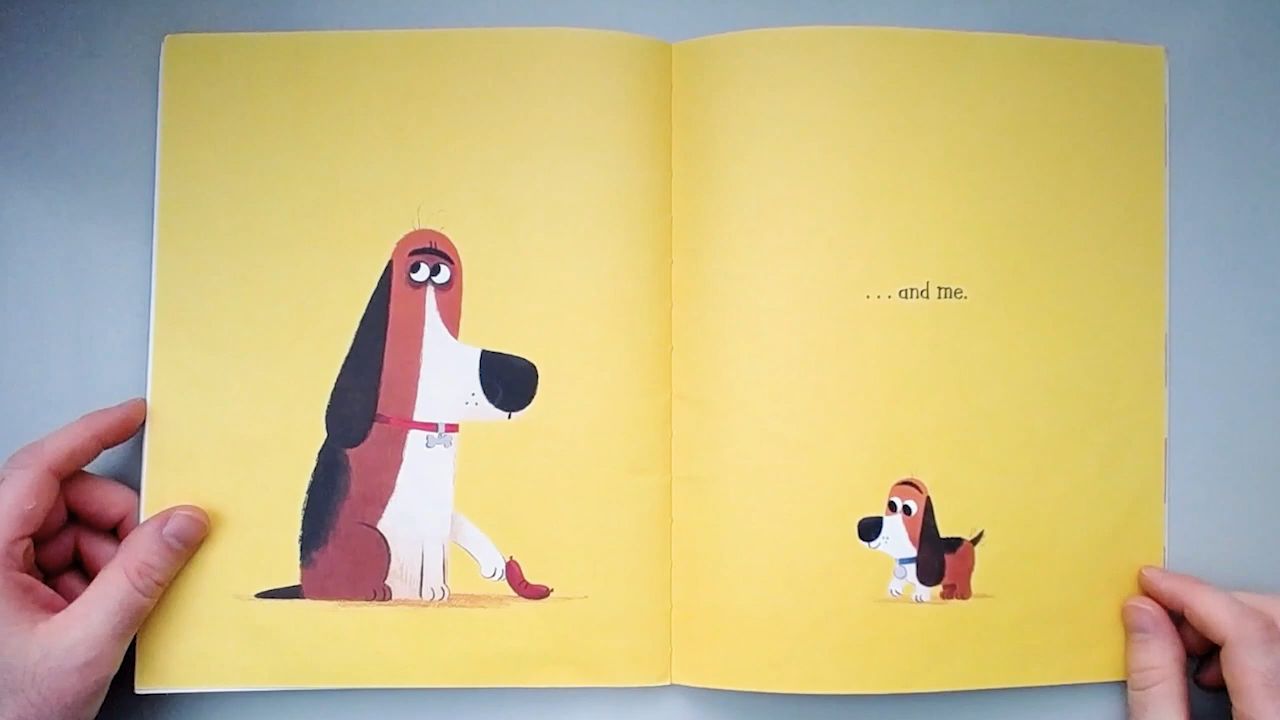 . . . and me.